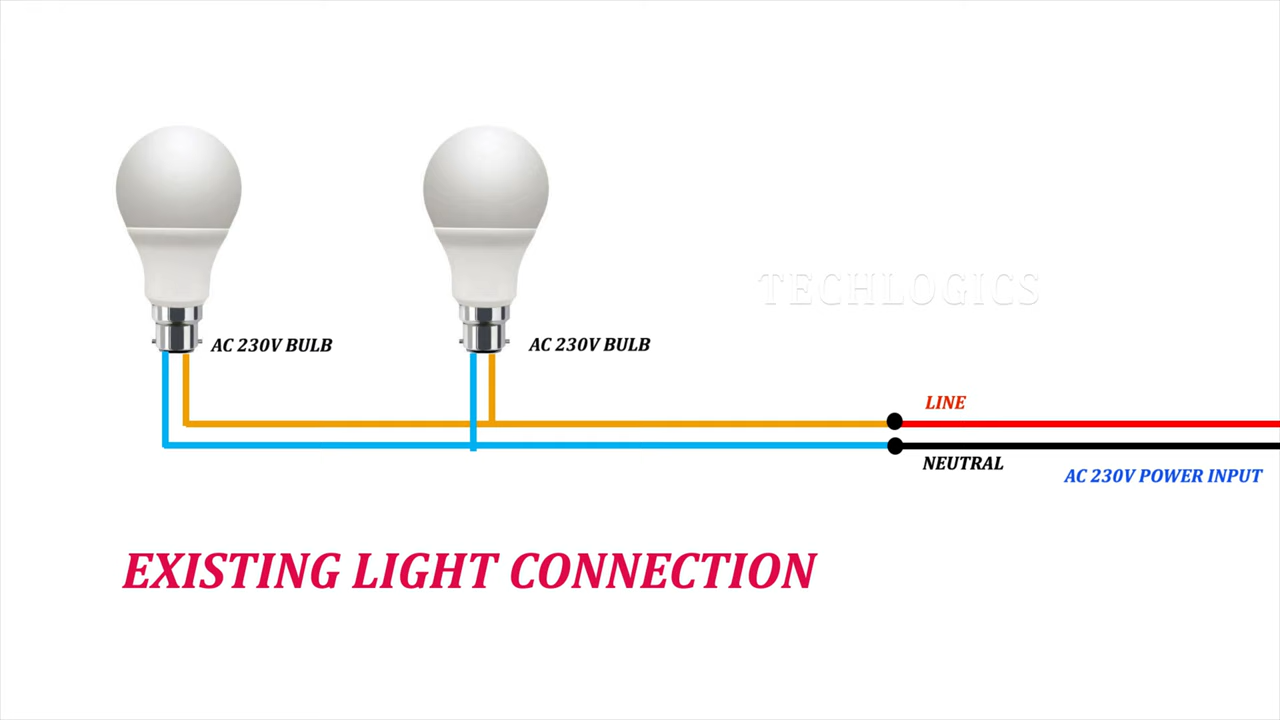 TECHLOGICS
AC 230V BULB
AC 230V BULB
LINE
NEUTRAL
AC 230V POWER INPUT
EXISTING LIGHT CONNECTION